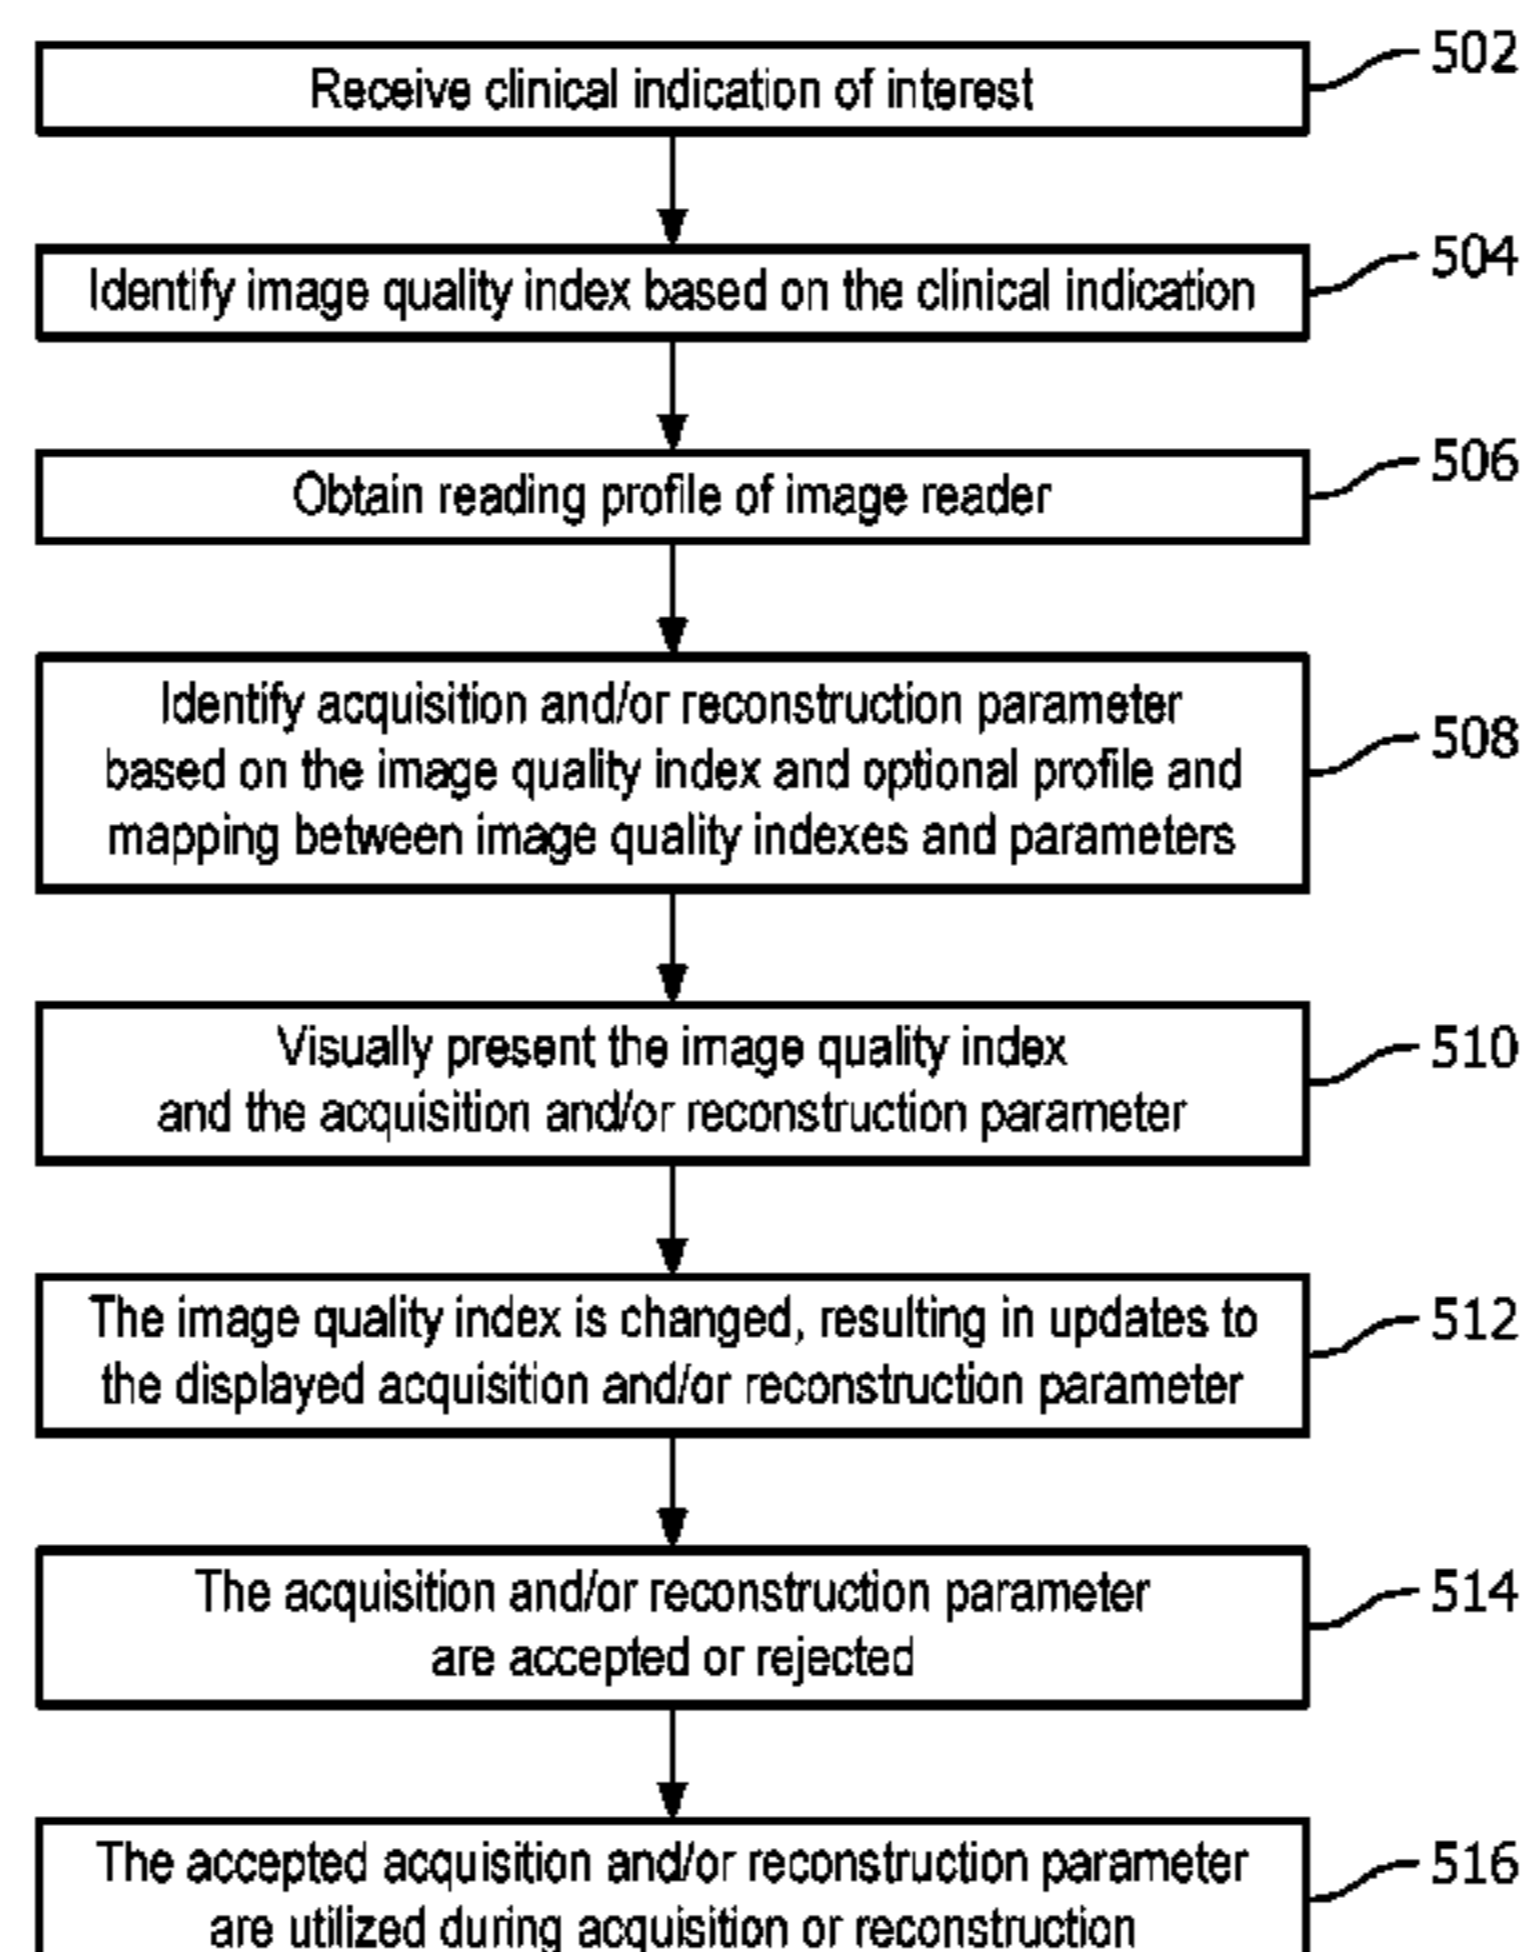 Receive clinical indication of interest
502
Identify image quality index based on the clinical indication
504
Obtain reading profile of image reader
506
Identify acquisition and/or reconstruction parameter
based on the image quality index and optional profile and
mapping between image quality indexes and parameters
508
Visually present the image quality index
and the acquisition and/or reconstruction parameter
510
The image quality index is changed, resulting in updates to
the displayed acquisition and/or reconstruction parameter
512
The acquisition and/or reconstruction parameter
are accepted or rejected
514
The accepted acquisition and/or reconstruction parameter
are utilized during acquisition or reconstruction
516